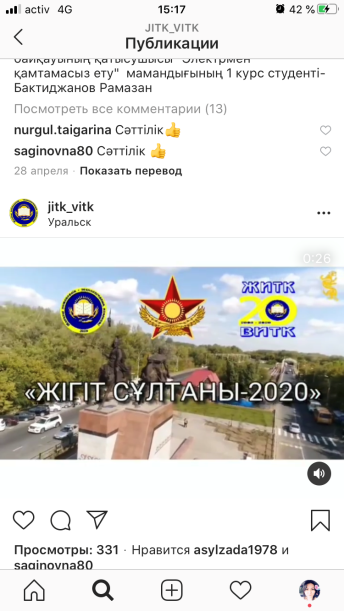 activ 4G 15:17 42 %
JITK_VITK
Публикации
байқауының қатысушысы "Электрмен
қамтамасыз ету" мамандығының 1 курс студенті-
Бактиджанов Рамазан
Посмотреть все комментарии (13)
nurgul.taigarina Сәттілік👍
saginovna80 Сәттілік 👍
28 апреля · Показать перевод
jitk_vitk
Уральск
0:26
ЖИТК
20
ВИТК
«ЖІГІТ СҰЛТАНЫ-2020»
Просмотры: 331 · Нравится asylzada1978 и
saginovna80